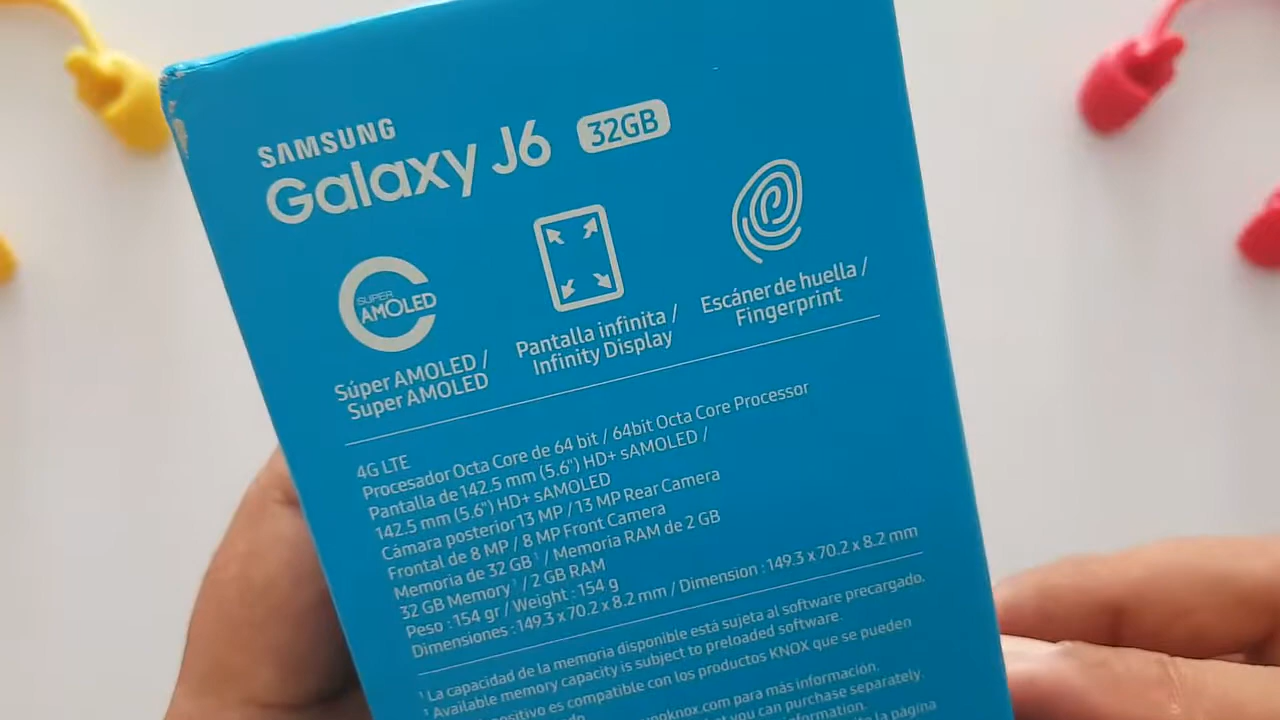 SAMSUNG
Galaxy J6 32GB
SUPER
AMOLED
Súper AMOLED /
Super AMOLED
Pantalla infinita /
Infinity Display
Escáner de huella /
Fingerprint
4G LTE
Procesador Octa Core de 64 bit / 64bit Octa Core Processor
Pantalla de 142.5 mm (5.6") HD+ sAMOLED /
142.5 mm (5.6") HD+ sAMOLED
Cámara posterior 13 MP / 13 MP Rear Camera
Frontal de 8 MP / 8 MP Front Camera
Memoria de 32 GB¹ / Memoria RAM de 2 GB
32 GB Memory¹ / 2 GB RAM
Peso : 154 gr / Weight : 154 g
Dimensiones : 149.3 x 70.2 x 8.2 mm / Dimension : 149.3 x 70.2 x 8.2 mm
¹ La capacidad de la memoria disponible está sujeta al software precargado.
¹ Available memory capacity is subject to preloaded software.
es compatible con los productos KNOX que se pueden
.com para más información.
you can purchase separately.
information.
la página